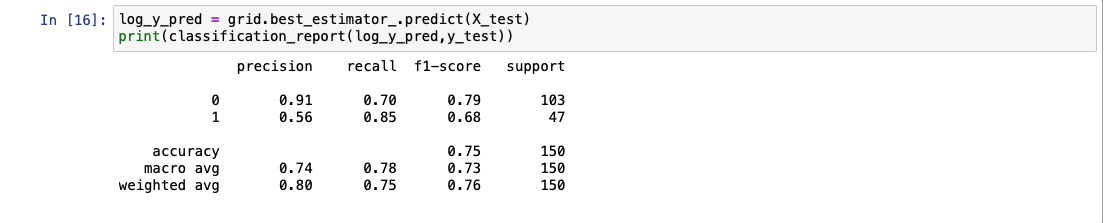 In [16]: log_y_pred = grid.best_estimator_.predict(X_test)
print(classification_report(log_y_pred,y_test))
precision recall f1-score support
0 0.91 0.70 0.79 103
1 0.56 0.85 0.68 47
accuracy 0.75 150
macro avg 0.74 0.78 0.73 150
weighted avg 0.80 0.75 0.76 150